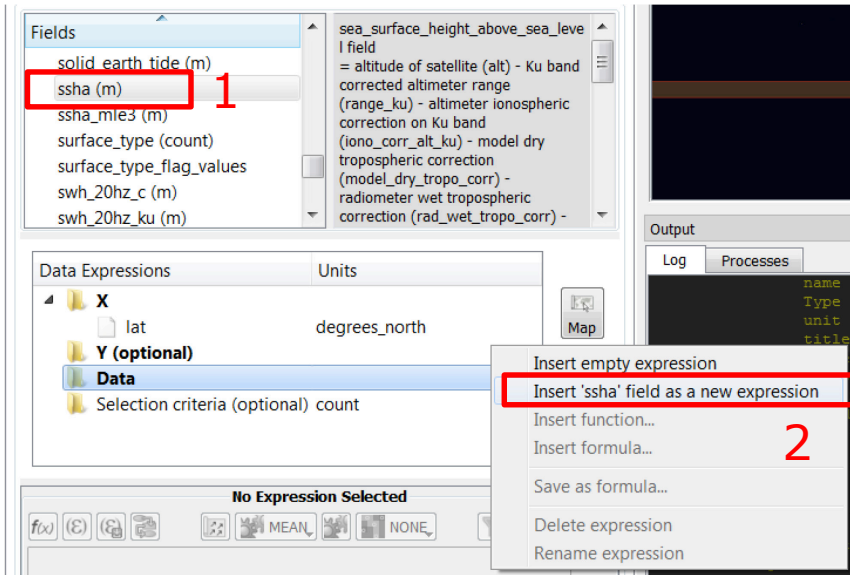 Fields
solid_earth_tide (m)
ssha (m)
1
ssha_mle3 (m)
surface_type (count)
surface_type_flag_values
swh_20hz_c (m)
swh_20hz_ku (m)
sea_surface_height_above_sea_leve
l field
= altitude of satellite (alt) - Ku band
corrected altimeter range
(range_ku) - altimeter ionospheric
correction on Ku band
(iono_corr_alt_ku) - model dry
tropospheric correction
(model_dry_tropo_corr) -
radiometer wet tropospheric
correction (rad_wet_tropo_corr) -
Output
Log Processes
name
Type
unit
title
Data Expressions Units
X
lat degrees_north
Y (optional)
Data
Selection criteria (optional) count
Map
Insert empty expression
Insert 'ssha' field as a new expression
Insert function...
Insert formula...
2
Save as formula...
Delete expression
Rename expression
No Expression Selected
f(x) (ε) (ε) MEAN NONE